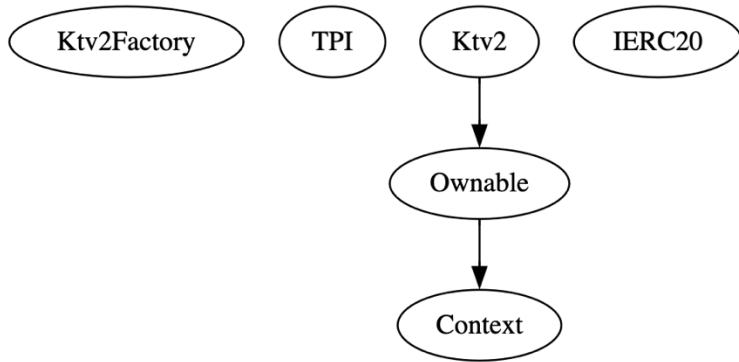 Ktv2Factory
TPI
Ktv2
IERC20
Ownable
Context